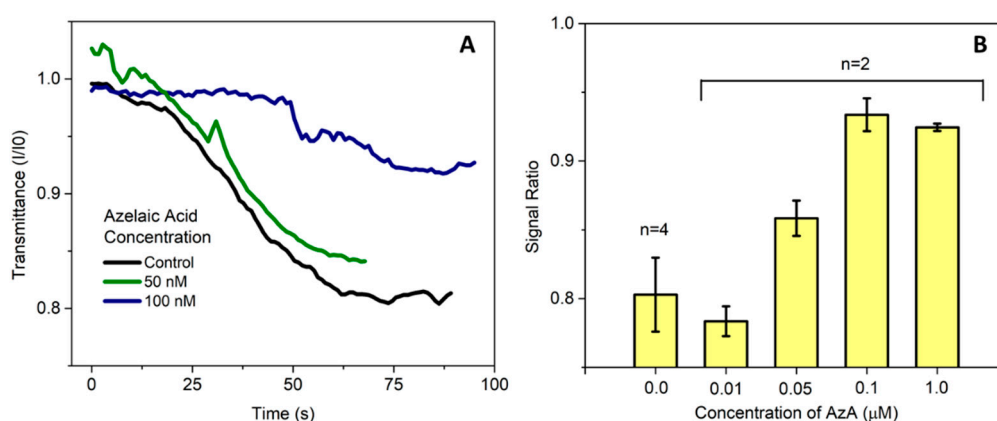 A
Transmittance (I/I0)
1.0
0.9
0.8
Azelaic Acid
Concentration
Control
50 nM
100 nM
0
25
50
75
100
Time (s)
B
Signal Ratio
0.9
0.8
n=4
n=2
0.0
0.01
0.05
0.1
1.0
Concentration of AzA (μM)